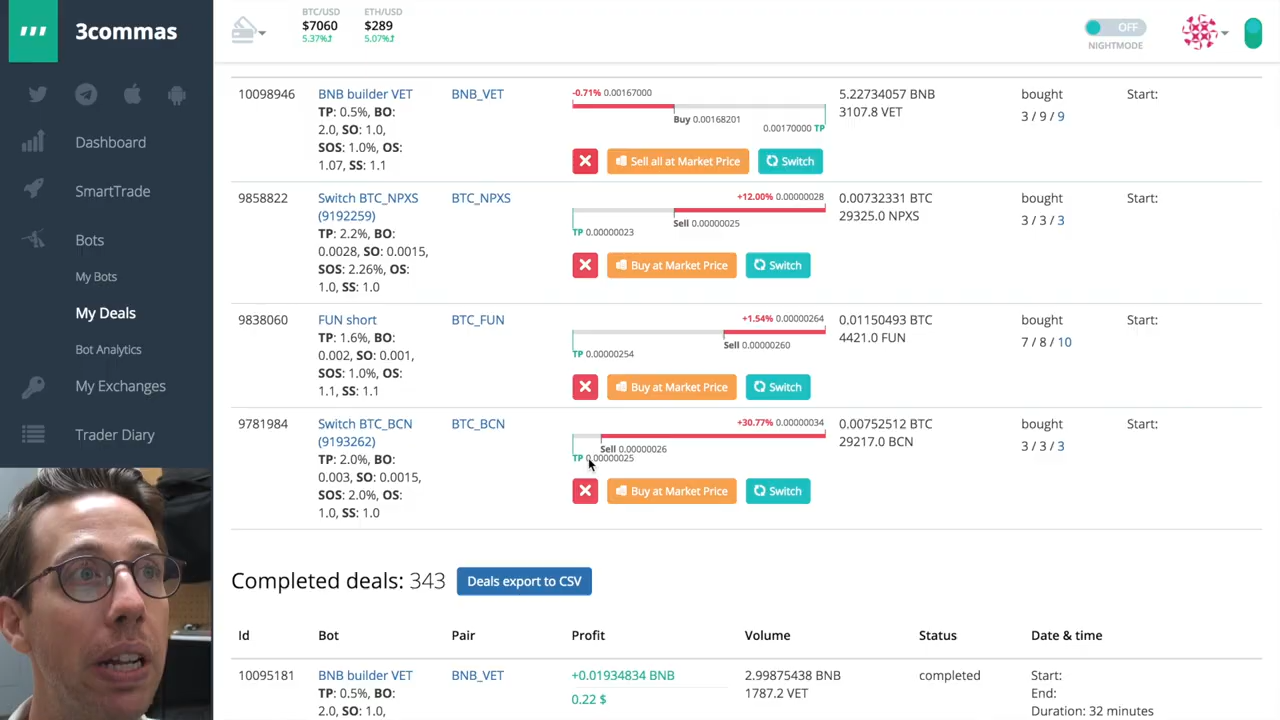 3commas
BTC/USD
$7060
5.37%
ETH/USD
$289
5.07%
OFF
NIGHTMODE
Dashboard
SmartTrade
Bots
My Bots
My Deals
Bot Analytics
My Exchanges
Trader Diary
10098946
BNB builder VET
TP: 0.5%, BO:
2.0, SO: 1.0,
SOS: 1.0%, OS:
1.07, SS: 1.1
BNB_VET
-0.71% 0.00167000
Buy 0.00168201
0.00170000 TP
Sell all at Market Price
Switch
5.22734057 BNB
3107.8 VET
bought
3 / 9 / 9
Start:
9858822
Switch BTC_NPXS
(9192259)
TP: 2.2%, BO:
0.0028, SO: 0.0015,
SOS: 2.26%, OS:
1.0, SS: 1.0
BTC_NPXS
+12.00% 0.00000028
Sell 0.00000025
TP 0.00000023
Buy at Market Price
Switch
0.00732331 BTC
29325.0 NPXS
bought
3 / 3 / 3
Start:
9838060
FUN short
TP: 1.6%, BO:
0.002, SO: 0.001,
SOS: 1.0%, OS:
1.1, SS: 1.1
BTC_FUN
+1.54% 0.00000264
Sell 0.00000260
TP 0.00000254
Buy at Market Price
Switch
0.01150493 BTC
4421.0 FUN
bought
7 / 8 / 10
Start:
9781984
Switch BTC_BCN
(9193262)
TP: 2.0%, BO:
0.003, SO: 0.0015,
SOS: 2.0%, OS:
1.0, SS: 1.0
BTC_BCN
+30.77% 0.00000034
Sell 0.00000026
TP 0.00000025
Buy at Market Price
Switch
0.00752512 BTC
29217.0 BCN
bought
3 / 3 / 3
Start:
Completed deals: 343
Deals export to CSV
Id
Bot
Pair
Profit
Volume
Status
Date & time
10095181
BNB builder VET
TP: 0.5%, BO:
2.0, SO: 1.0,
BNB_VET
+0.01934834 BNB
0.22 $
2.99875438 BNB
1787.2 VET
completed
Start:
End:
Duration: 32 minutes